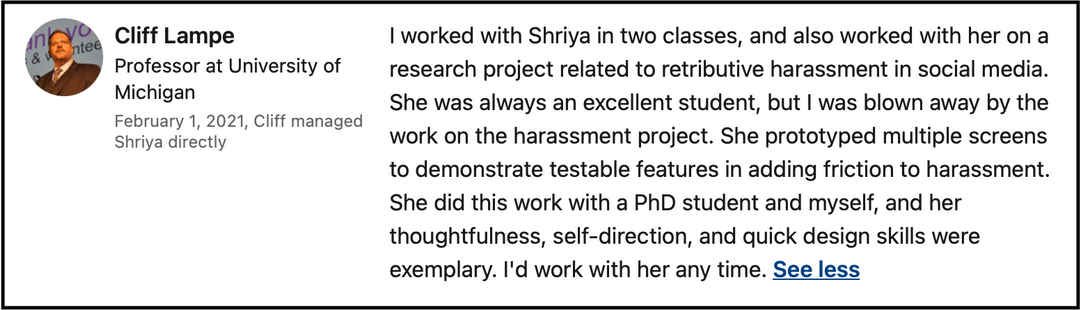 Cliff Lampe
Professor at University of
Michigan
February 1, 2021, Cliff managed
Shriya directly
I worked with Shriya in two classes, and also worked with her on a
research project related to retributive harassment in social media.
She was always an excellent student, but I was blown away by the
work on the harassment project. She prototyped multiple screens
to demonstrate testable features in adding friction to harassment.
She did this work with a PhD student and myself, and her
thoughtfulness, self-direction, and quick design skills were
exemplary. I'd work with her any time. See less